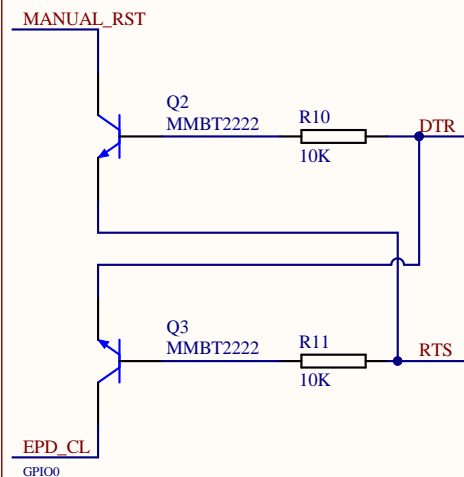 MANUAL_RST
Q2
MMBT2222
R10
10K
DTR
Q3
MMBT2222
R11
10K
RTS
EPD_CL
GPIO0